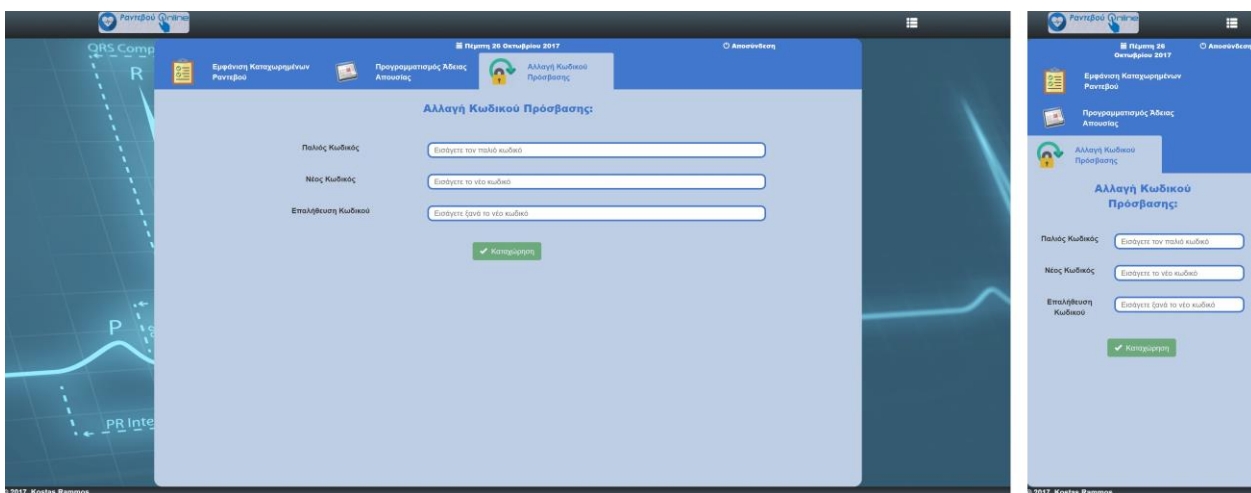 Ραντεβού Online
QRS Comp
R
P
PR Inte
Πέμπτη 26 Οκτωβρίου 2017
Αποσύνδεση
Εμφάνιση Καταχωρημένων
Ραντεβού
Προγραμματισμός Άδειας
Απουσίας
Αλλαγή Κωδικού
Πρόσβασης
Αλλαγή Κωδικού Πρόσβασης:
Παλιός Κωδικός
Εισάγετε τον παλιό κωδικό
Νέος Κωδικός
Εισάγετε το νέο κωδικό
Επαλήθευση Κωδικού
Εισάγετε ξανά το νέο κωδικό
Καταχώρηση
© 2017 Kostas Rammos
Ραντεβού Online
Πέμπτη 26
Οκτωβρίου 2017
Αποσύνδεση
Εμφάνιση Καταχωρημένων
Ραντεβού
Προγραμματισμός Άδειας
Απουσίας
Αλλαγή Κωδικού
Πρόσβασης
Αλλαγή Κωδικού
Πρόσβασης:
Παλιός Κωδικός
Εισάγετε τον παλιό κωδικό
Νέος Κωδικός
Εισάγετε το νέο κωδικό
Επαλήθευση
Κωδικού
Εισάγετε ξανά το νέο κωδικό
Καταχώρηση
© 2017 Kostas Rammos